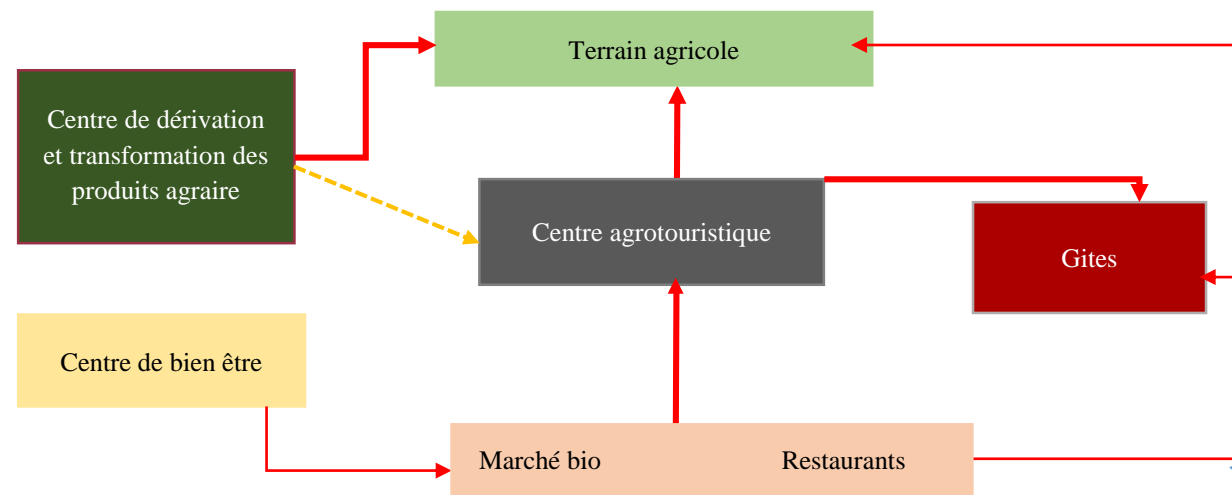 Terrain agricole
Centre de dérivation
et transformation des
produits agraire
Centre agrotouristique
Gites
Centre de bien être
Marché bio
Restaurants